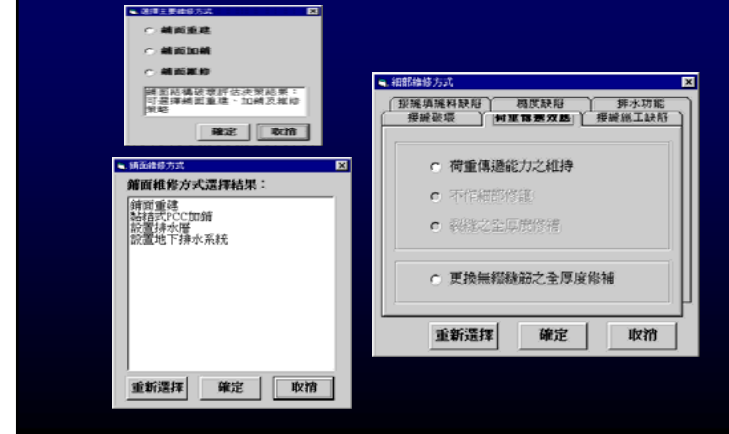 選擇主要維修方式
鋪面重建
鋪面加鋪
鋪面維修
鋪面結構破壞評估決策結果：
可選擇鋪面重建、加鋪及維修
策略
確定 取消
鋪面維修方式
鋪面維修方式選擇結果：
鋪面重建
黏結式PCC加鋪
設置排水層
設置地下排水系統
重新選擇 確定 取消
細部維修方式
接縫填縫料缺陷 糙度缺陷 排水功能
接縫破壞 荷重傳遞效能 接縫施工缺陷
荷重傳遞能力之維持
不作細部修護
裂縫之全厚度修補
更換無綴縫筋之全厚度修補
重新選擇 確定 取消